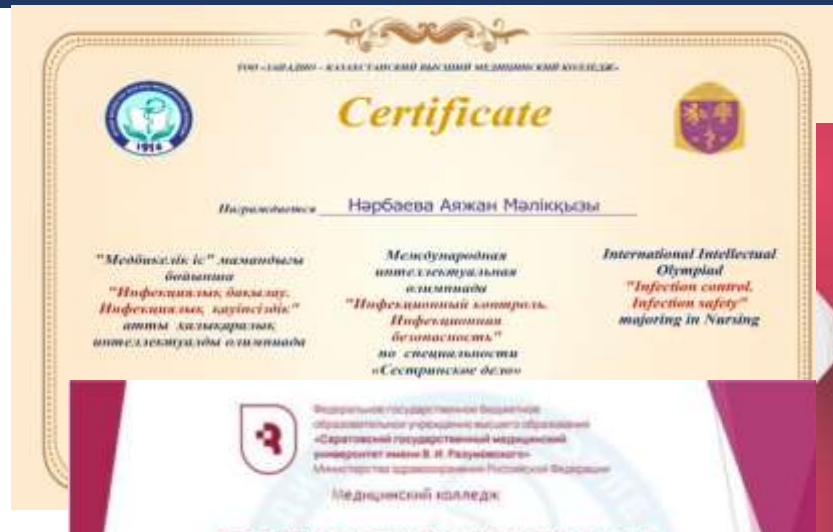 ТОО «ЗАПАДНО – КАЗАХСТАНСКИЙ ВЫСШИЙ МЕДИЦИНСКИЙ КОЛЛЕДЖ»
Certificate
1954
Награждается Нәрбаева Аяжан Мәлікқызы
"Медбикелік іс" мамандығы
бойынша
"Инфекциялық бақылау.
Инфекциялық қауіпсіздік"
атты халықаралық
интеллектуалды олимпиада
Международная
интеллектуальная
олимпиада
"Инфекционный контроль.
Инфекционная
безопасность"
по специальности
«Сестринское дело»
International Intellectual
Olympiad
"Infection control.
Infection safety"
majoring in Nursing
Федеральное государственное бюджетное
образовательное учреждение высшего образования
«Саратовский государственный медицинский
университет имени В. И. Разумовского»
Министерства здравоохранения Российской Федерации
Медицинский колледж